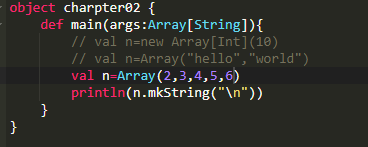 object charpter02 {
    def main(args:Array[String]){
        // val n=new Array[Int](10)
        // val n=Array("hello","world")
        val n=Array(2,3,4,5,6)
        println(n.mkString("\n"))
    }
}